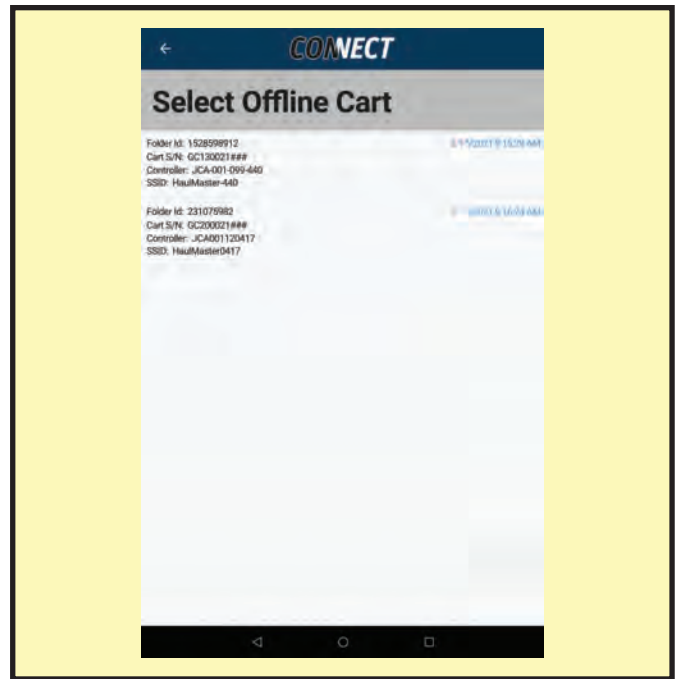 CONNECT
Select Offline Cart
Folder Id: 1528598912
Cart S/N: GC130021###
Controller: JCA-001-099-440
SSID: HaulMaster-440
Folder Id: 231075982
Cart S/N: GC200021###
Controller: JCA001120417
SSID: HaulMaster0417